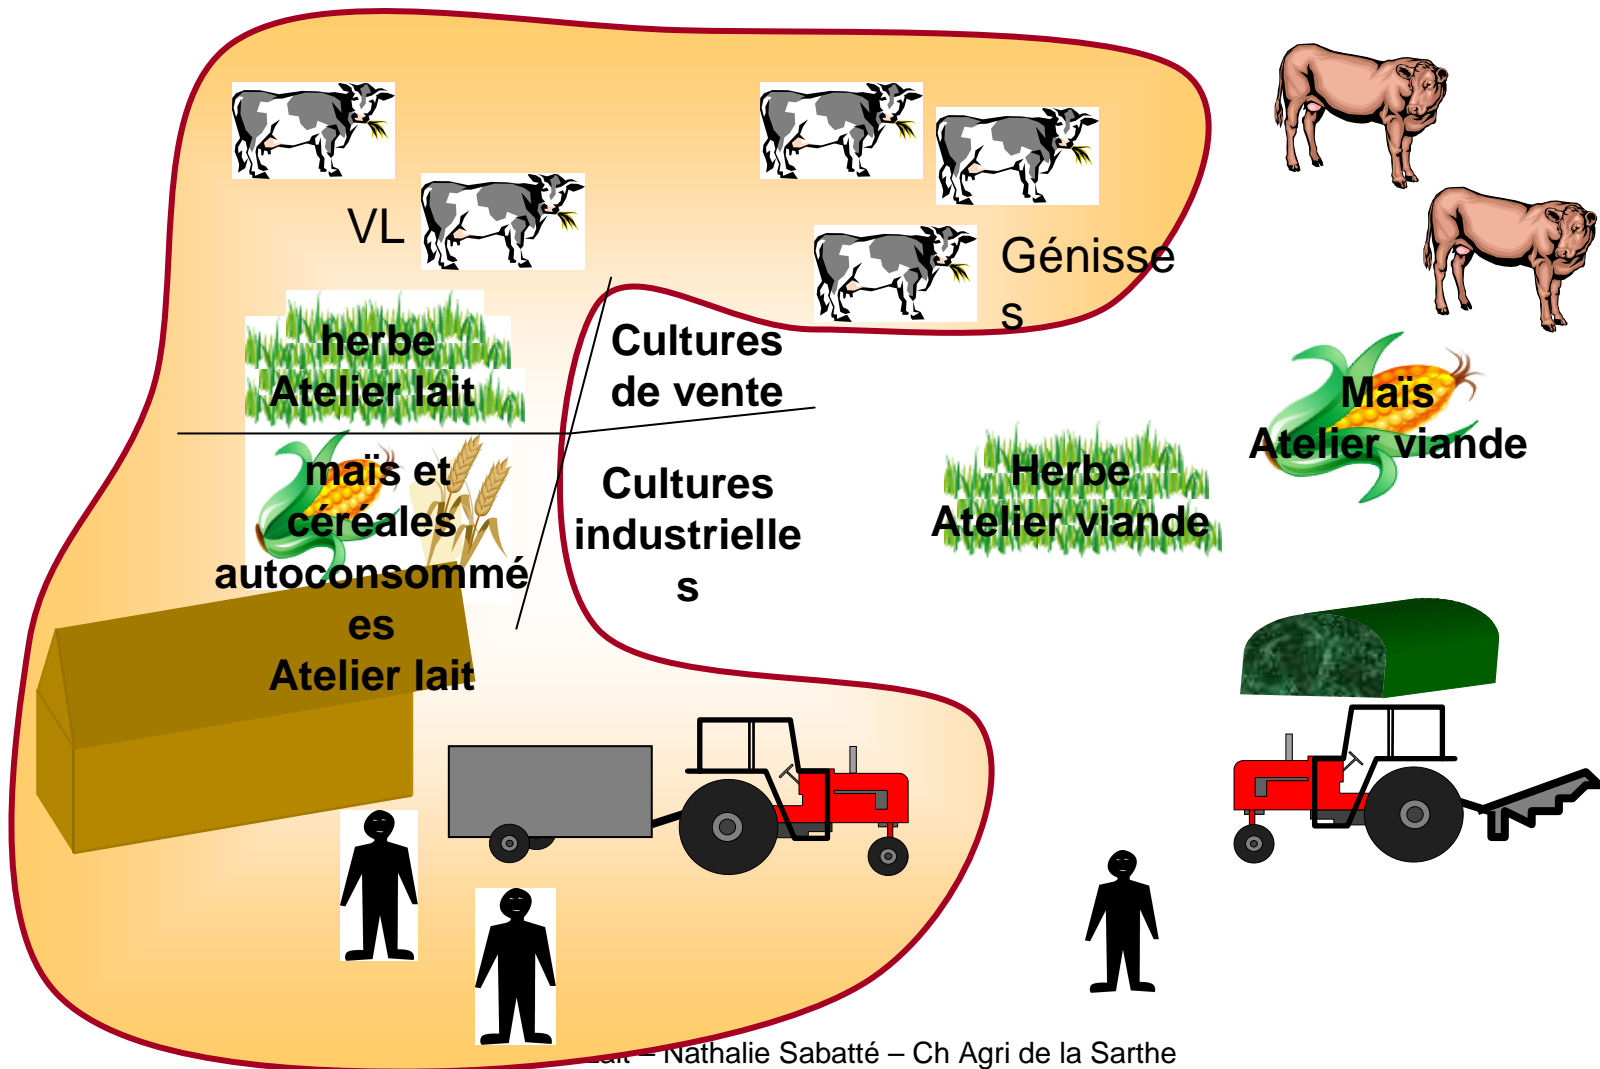 VL
Génisse
s
herbe
Atelier lait
Cultures
de vente
Maïs
Atelier viande
maïs et
céréales
autoconsommé
es
Atelier lait
Cultures
industrielle
s
Herbe
Atelier viande
– Nathalie Sabatté – Ch Agri de la Sarthe